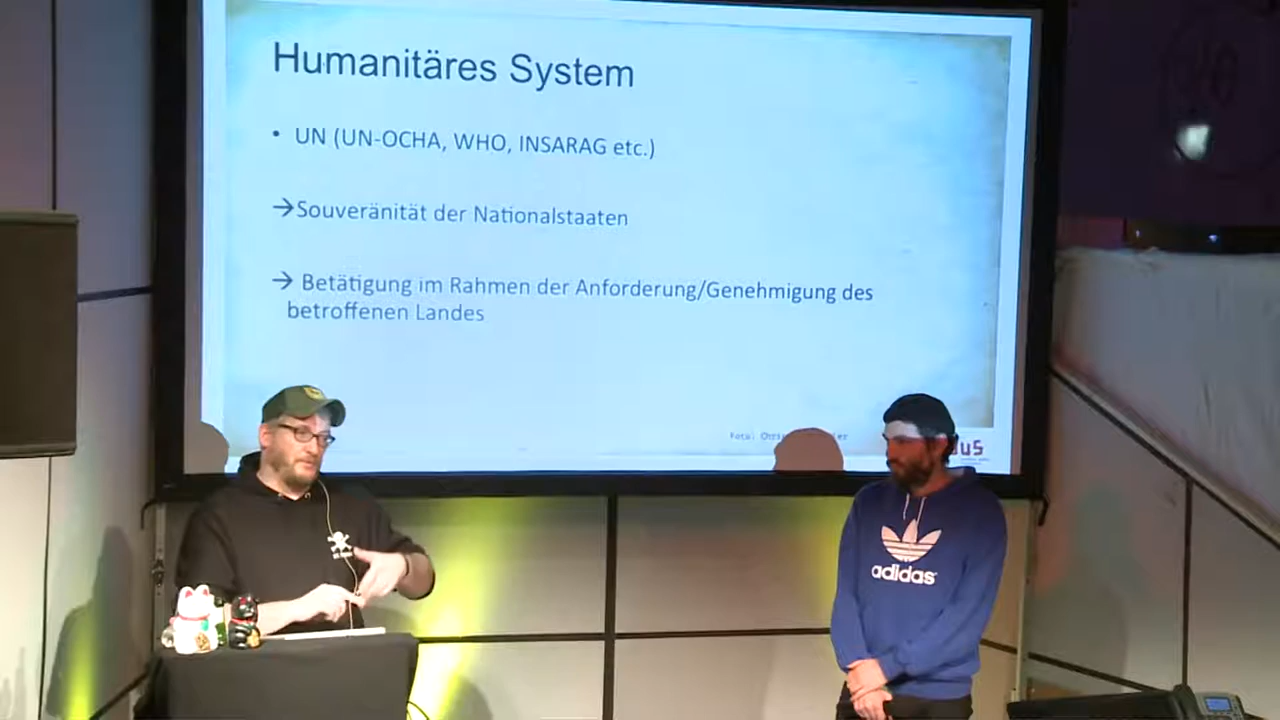 Humanitäres System
• UN (UN-OCHA, WHO, INSARAG etc.)
→Souveränität der Nationalstaaten
→ Betätigung im Rahmen der Anforderung/Genehmigung des
betroffenen Landes
adidas